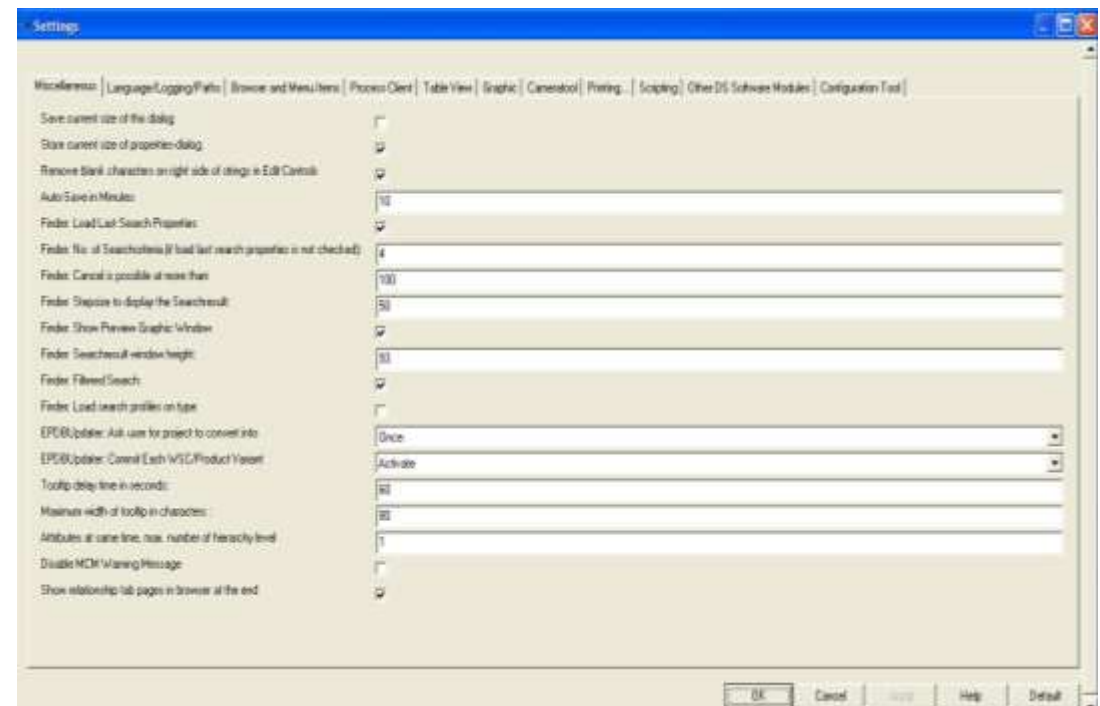 Settings
Miscellaneous Language/Logging/Paths Browser and Menu Items Process Client Table View Graphic Cameratool Printing... Scripting Other DS Software Modules Configuration Tool
Save current size of the dialog
Store current size of properties-dialog
Remove blank characters on right side of strings in Edit Controls
Auto Save in Minutes 10
Finder: Load Last Search Properties
Finder: No. of Searchcriteria (if load last search properties is not checked) 4
Finder: Cancel is possible at more than 100
Finder: Stepsize to display the Searchresult 50
Finder: Show Preview Graphic Window
Finder: Searchresult window height
Finder: Filtered Search
Finder: Load search profiles on type
EPDBUpdater: Ask user for project to convert into Once
EPDBUpdater: Commit Each WSG/Product Variant Activate
Tooltip delay time in seconds: 60
Maximum width of tooltip in characters: 80
Attributes at same time, max. number of hierarchy level 1
Disable MCM Warning Message
Show relationship tab pages in browser at the end
OK Cancel Apply Help Default